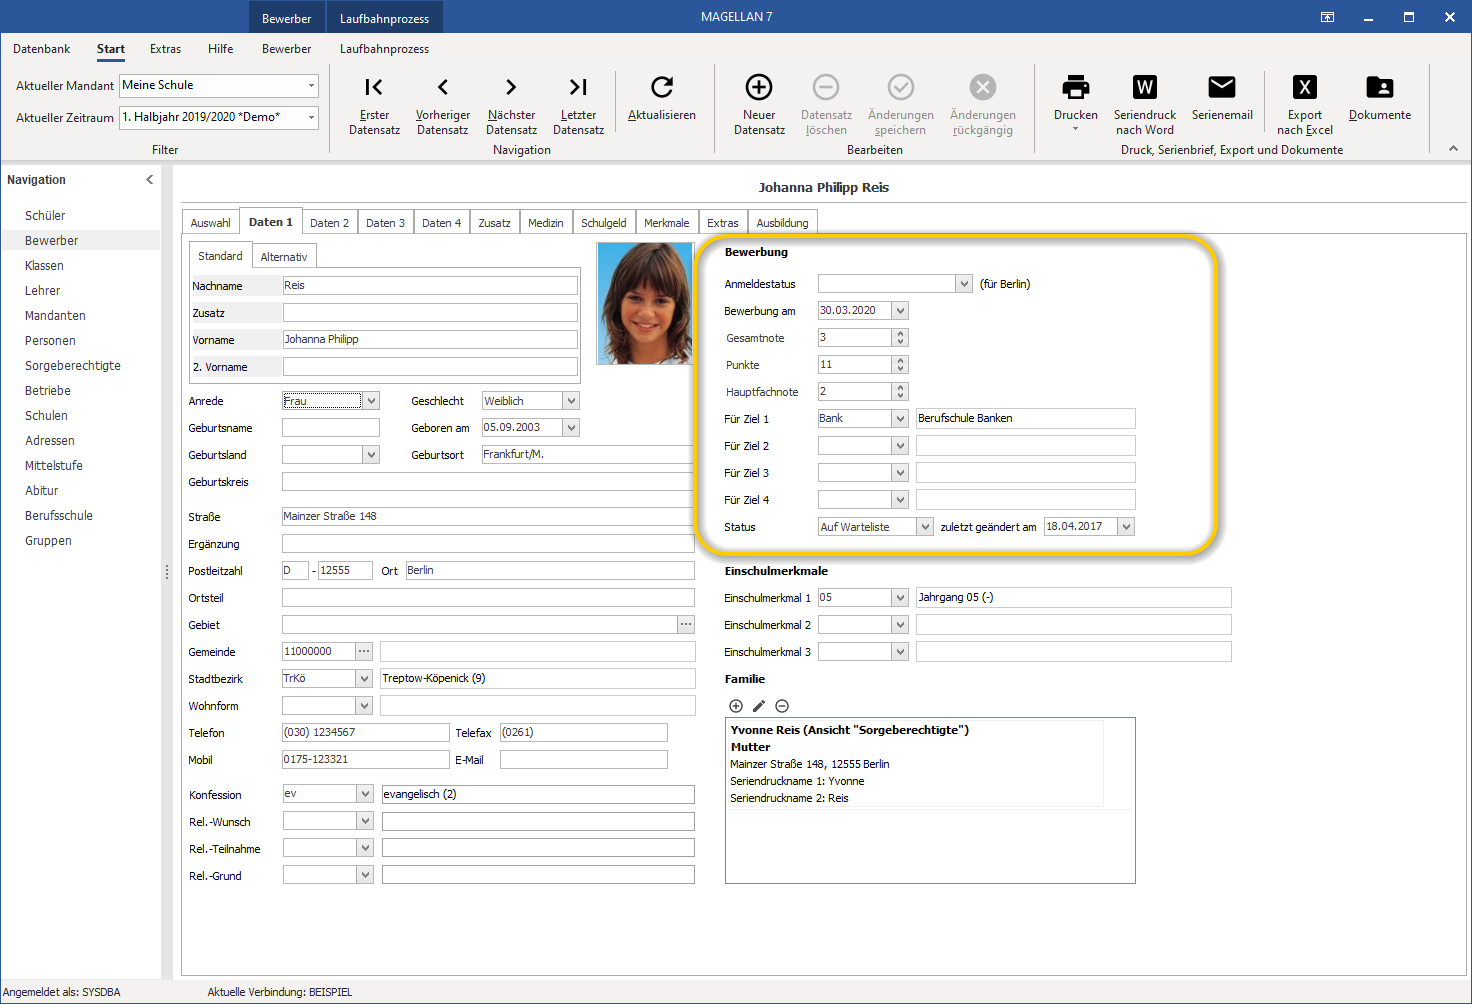 Bewerber Laufbahnprozess MAGELLAN 7
Datenbank Start Extras Hilfe Bewerber Laufbahnprozess
Aktueller Mandant Meine Schule
Aktueller Zeitraum 1. Halbjahr 2019/2020 *Demo*
Filter
Erster Datensatz
Vorheriger Datensatz
Nächster Datensatz
Letzter Datensatz
Aktualisieren
Navigation
Neuer Datensatz
Datensatz löschen
Änderungen speichern
Änderungen rückgängig
Bearbeiten
Drucken
W
Seriendruck nach Word
Serienemail
X
Export nach Excel
Dokumente
Druck, Serienbrief, Export und Dokumente
Navigation
Schüler
Bewerber
Klassen
Lehrer
Mandanten
Personen
Sorgeberechtigte
Betriebe
Schulen
Adressen
Mittelstufe
Abitur
Berufsschule
Gruppen
Johanna Philipp Reis
Auswahl Daten 1 Daten 2 Daten 3 Daten 4 Zusatz Medizin Schulgeld Merkmale Extras Ausbildung
Standard Alternativ
Nachname Reis
Zusatz
Vorname Johanna Philipp
2. Vorname
Anrede Frau Geschlecht Weiblich
Geburtsname Geboren am 05.09.2003
Geburtsland Geburtsort Frankfurt/M.
Geburtskreis
Straße Mainzer Straße 148
Ergänzung
Postleitzahl D - 12555 Ort Berlin
Ortsteil
Gebiet ...
Gemeinde 11000000 ...
Stadtbezirk TrKö Treptow-Köpenick (9)
Wohnform
Telefon (030) 1234567 Telefax (0261)
Mobil 0175-123321 E-Mail
Konfession ev evangelisch (2)
Rel.-Wunsch
Rel.-Teilnahme
Rel.-Grund
Bewerbung
Anmeldestatus (für Berlin)
Bewerbung am 30.03.2020
Gesamtnote 3
Punkte 11
Hauptfachnote 2
Für Ziel 1 Bank Berufschule Banken
Für Ziel 2
Für Ziel 3
Für Ziel 4
Status Auf Warteliste zuletzt geändert am 18.04.2017
Einschulmerkmale
Einschulmerkmal 1 05 Jahrgang 05 (-)
Einschulmerkmal 2
Einschulmerkmal 3
Familie
Yvonne Reis (Ansicht "Sorgeberechtigte")
Mutter
Mainzer Straße 148, 12555 Berlin
Seriendruckname 1: Yvonne
Seriendruckname 2: Reis
Angemeldet als: SYSDBA Aktuelle Verbindung: BEISPIEL